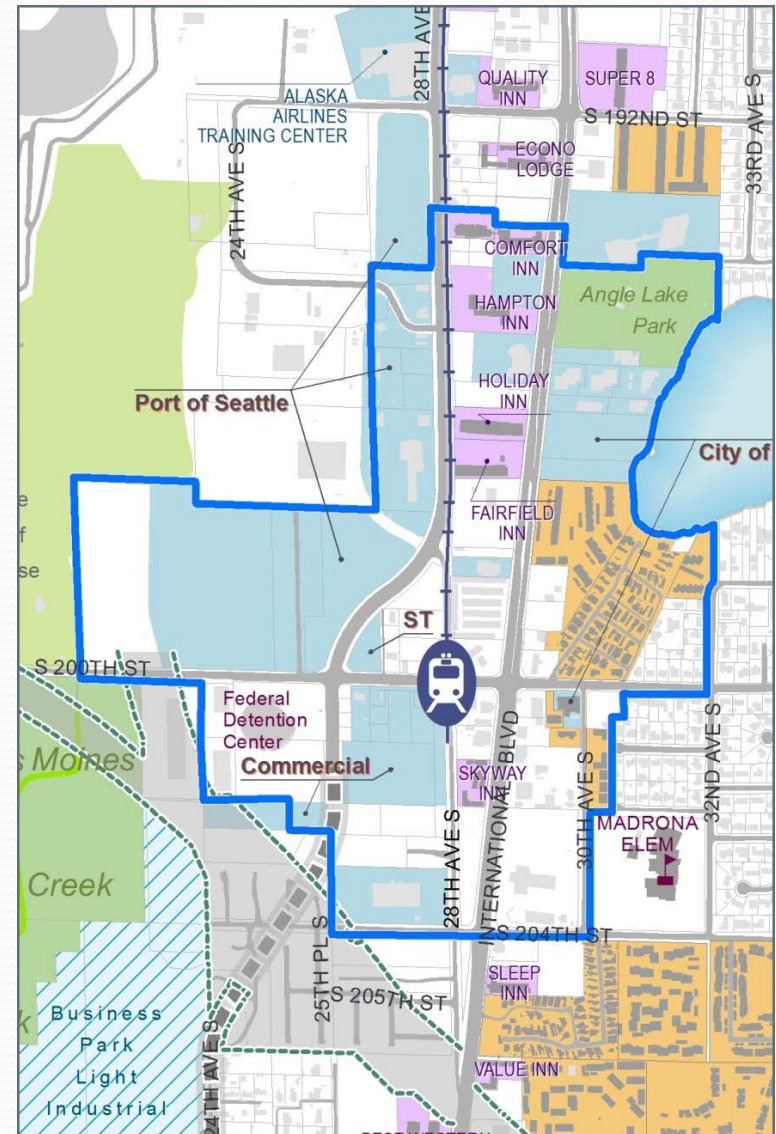 28TH AVE
QUALITY
INN
SUPER 8
33RD AVE S
ALASKA
AIRLINES
TRAINING CENTER
S 192ND ST
24TH AVE S
ECONO
LODGE
COMFORT
INN
HAMPTON
INN
Angle Lake
Park
Port of Seattle
HOLIDAY
INN
City of
FAIRFIELD
INN
e
f
se
ST
S 200TH ST
Federal
Detention
Center
Commercial
s Moines
SKYWAY
INN
INTERNATIONAL BLVD
30TH AVE S
32ND AVE S
MADRONA
ELEM
Creek
28TH AVE S
S 204TH ST
25TH PL S
SLEEP
INN
S 205TH ST
k
Business
Park
Light
Industrial
24TH AVE S
VALUE INN
BEST WESTERN